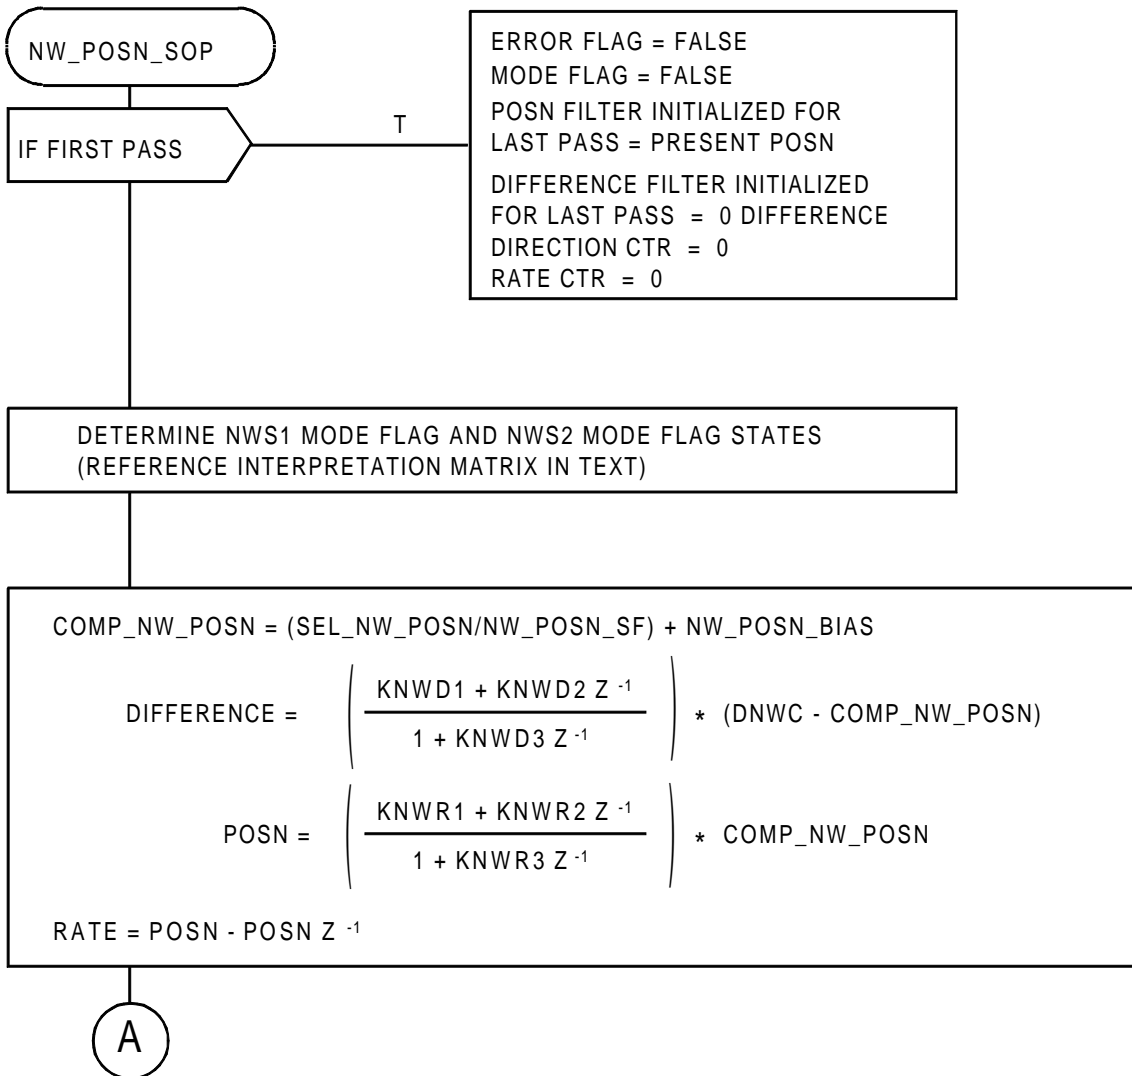 NW_POSN_SOP
IF FIRST PASS
T
ERROR FLAG = FALSE
MODE FLAG = FALSE
POSN FILTER INITIALIZED FOR
LAST PASS = PRESENT POSN
DIFFERENCE FILTER INITIALIZED
FOR LAST PASS = 0 DIFFERENCE
DIRECTION CTR = 0
RATE CTR = 0
DETERMINE NWS1 MODE FLAG AND NWS2 MODE FLAG STATES
(REFERENCE INTERPRETATION MATRIX IN TEXT)
COMP_NW_POSN = (SEL_NW_POSN/NW_POSN_SF) + NW_POSN_BIAS
KNWD1 + KNWD2 Z -1
DIFFERENCE = * (DNWC - COMP_NW_POSN)
1 + KNWD3 Z -1
KNWR1 + KNWR2 Z -1
POSN = * COMP_NW_POSN
1 + KNWR3 Z -1
RATE = POSN - POSN Z -1
A